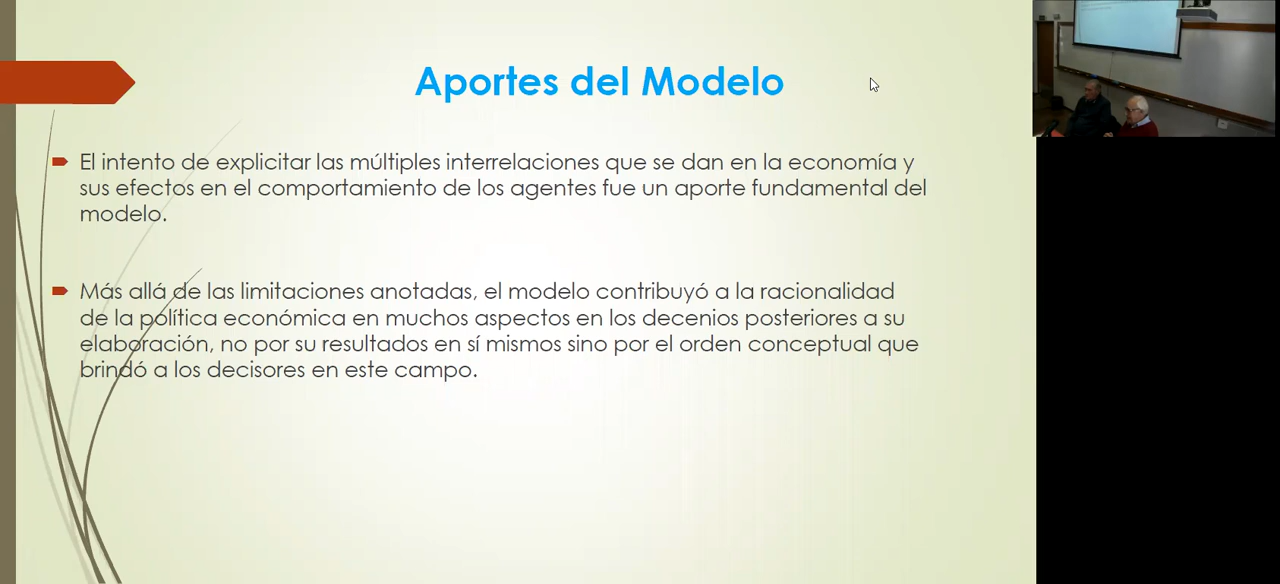 Aportes del Modelo
El intento de explicitar las múltiples interrelaciones que se dan en la economía y
sus efectos en el comportamiento de los agentes fue un aporte fundamental del
modelo.
Más allá de las limitaciones anotadas, el modelo contribuyó a la racionalidad
de la política económica en muchos aspectos en los decenios posteriores a su
elaboración, no por su resultados en sí mismos sino por el orden conceptual que
brindó a los decisores en este campo.